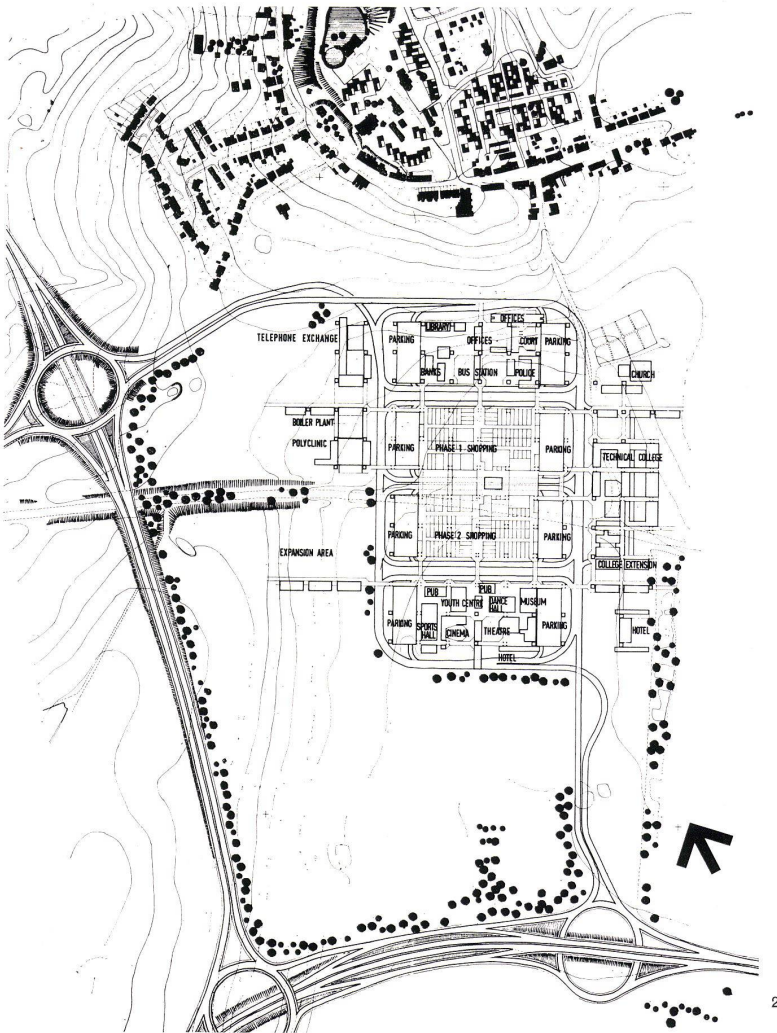 OFFICES
LIBRARY
TELEPHONE EXCHANGE
PARKING
OFFICES
COURT
PARKING
BANKS
BUS STATION
POLICE
CHURCH
BOILER PLANT
POLYCLINIC
PARKING
PHASE 1 SHOPPING
PARKING
TECHNICAL COLLEGE
PARKING
PHASE 2 SHOPPING
PARKING
EXPANSION AREA
COLLEGE EXTENSION
PUB
PUB
YOUTH CENTRE
DANCE
HALL
MUSEUM
PARKING
SPORTS
HALL
CINEMA
THEATRE
PARKING
HOTEL
HOTEL
2